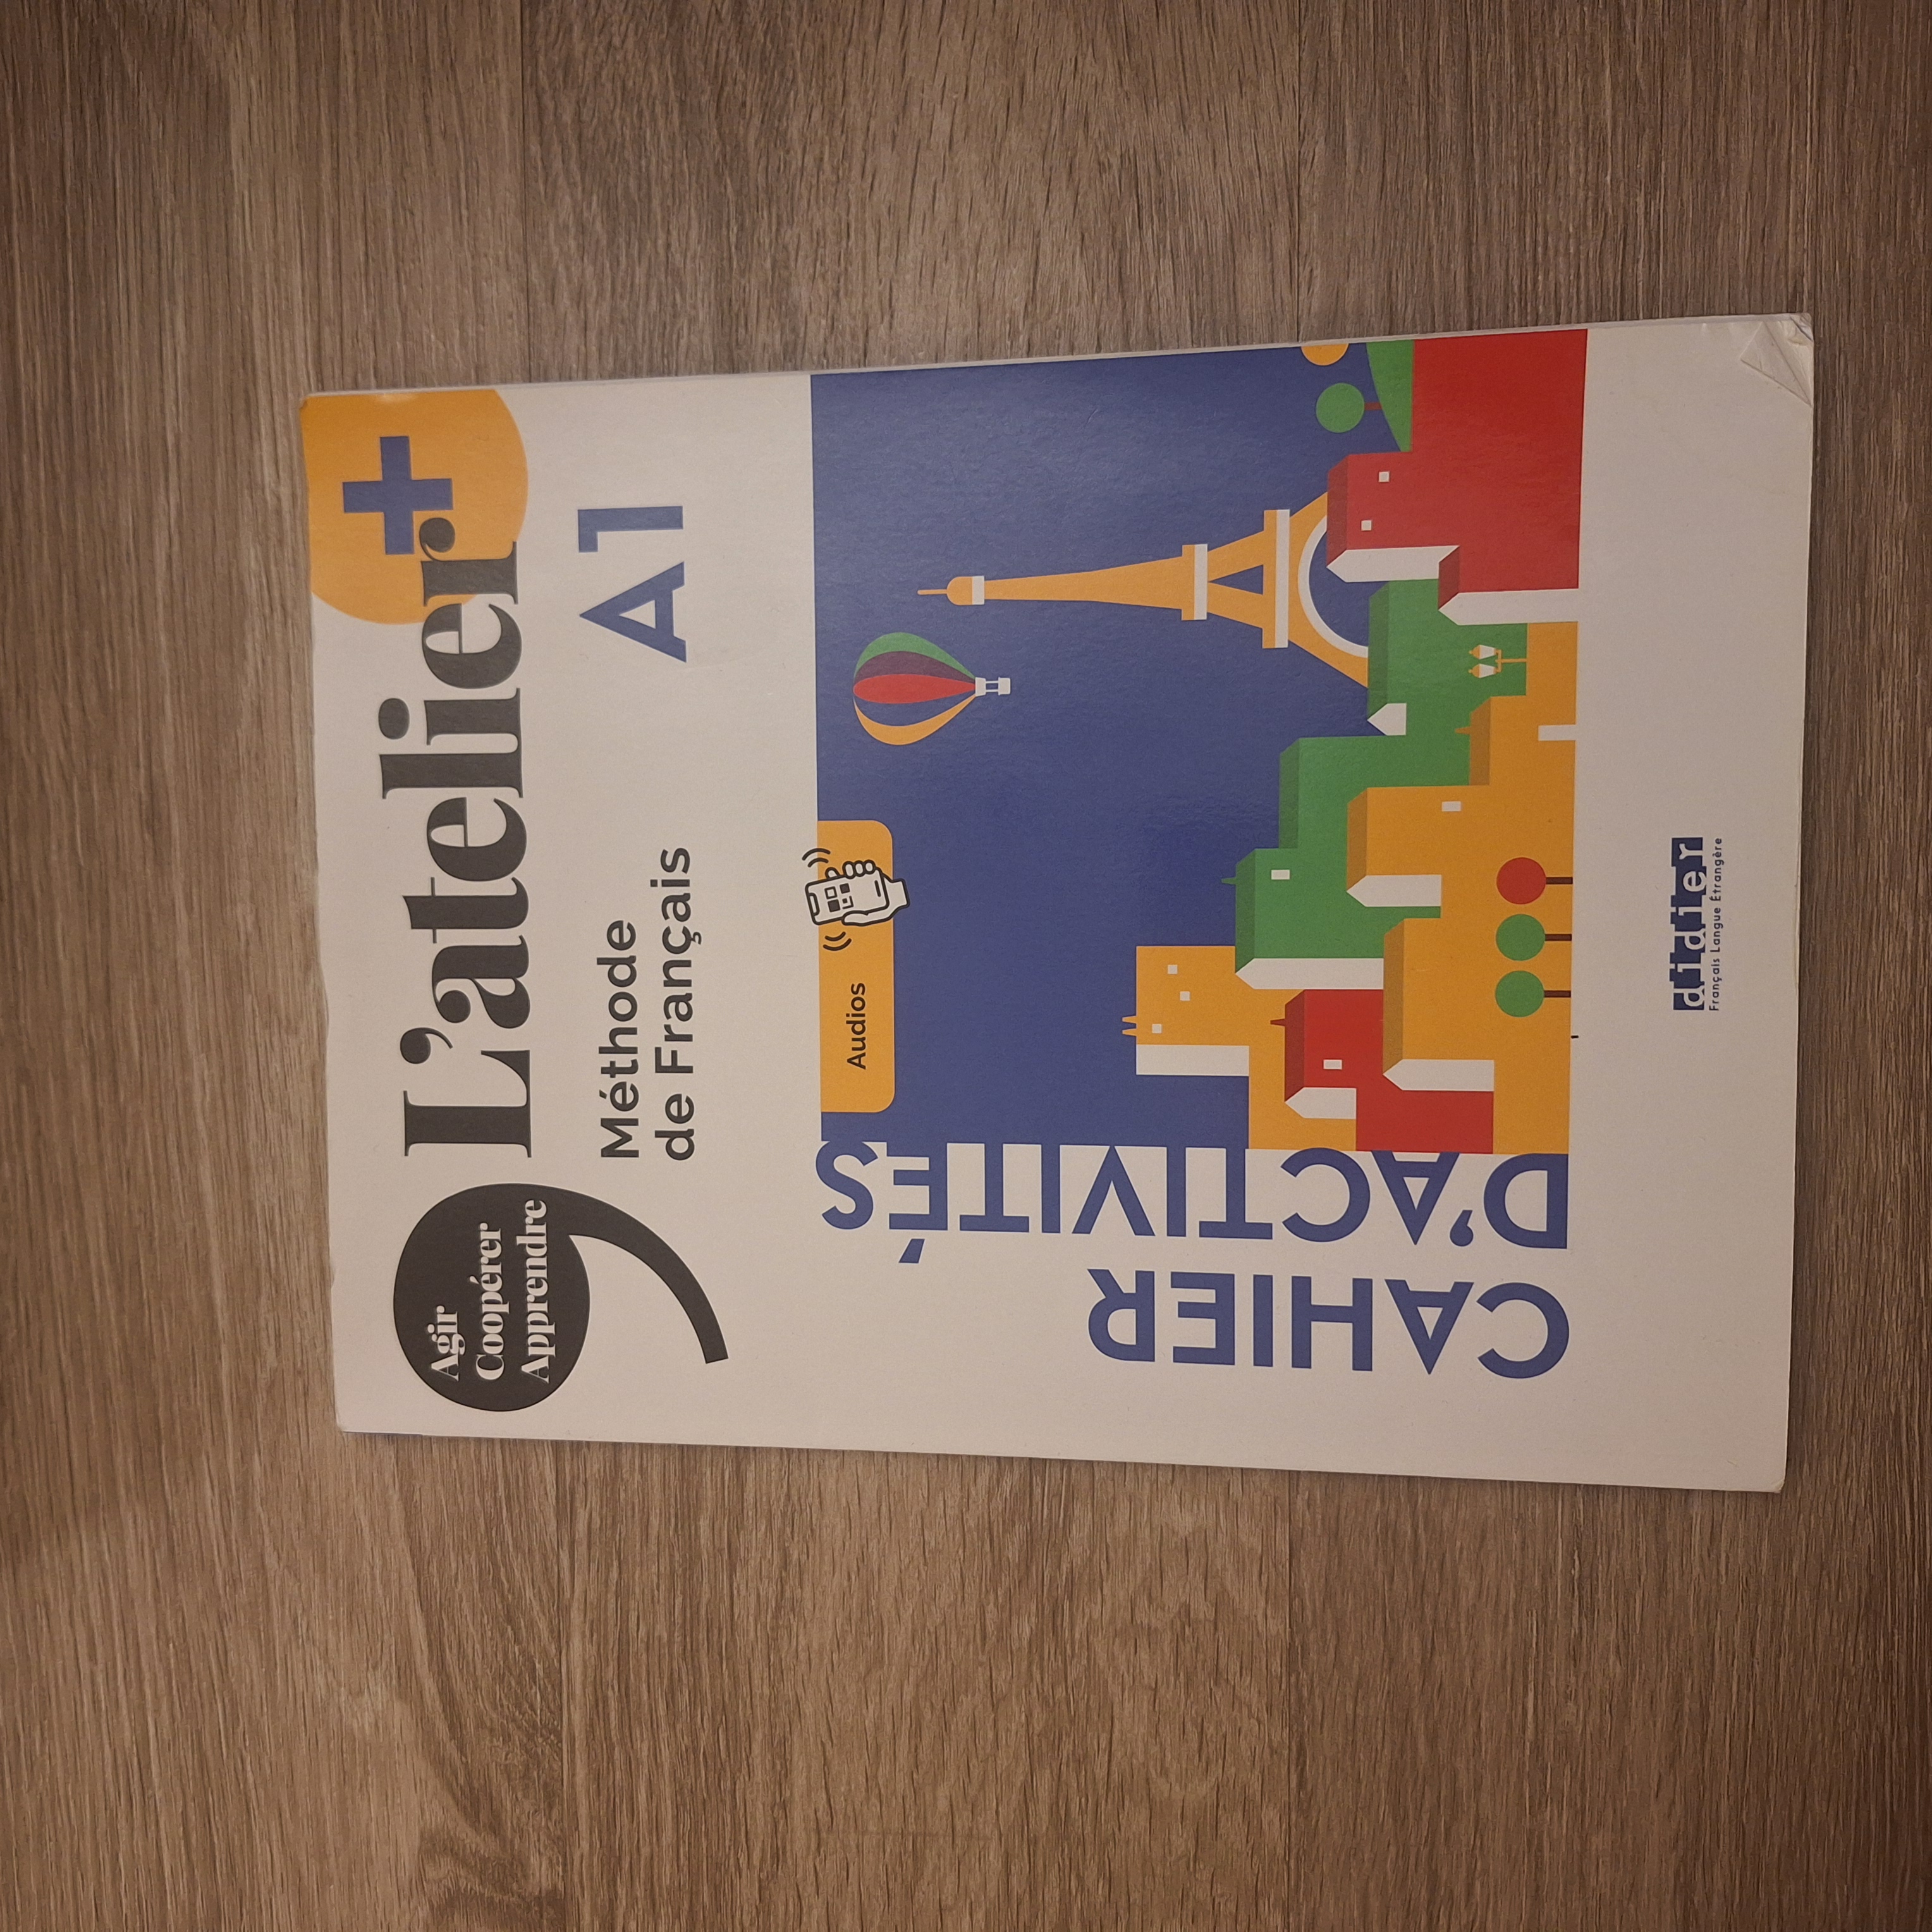 Agir
Coopérer
Apprendre
L'atelier+
Méthode
de Français
A1
Audios
CAHIER
D'ACTIVITÉS
didier
Français Langue Étrangère